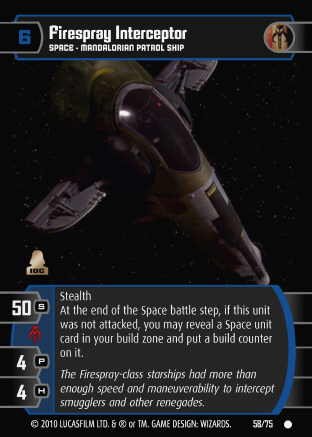 6
Firespray Interceptor
SPACE - MANDALORIAN PATROL SHIP
IDC
50 S
4 P
4 H
Stealth
At the end of the Space battle step, if this unit
was not attacked, you may reveal a Space unit
card in your build zone and put a build counter
on it.
The Firespray-class starships had more than
enough speed and maneuverability to intercept
smugglers and other renegades.
© 2010 LUCASFILM LTD. & ® or TM. GAME DESIGN: WIZARDS. 58/75